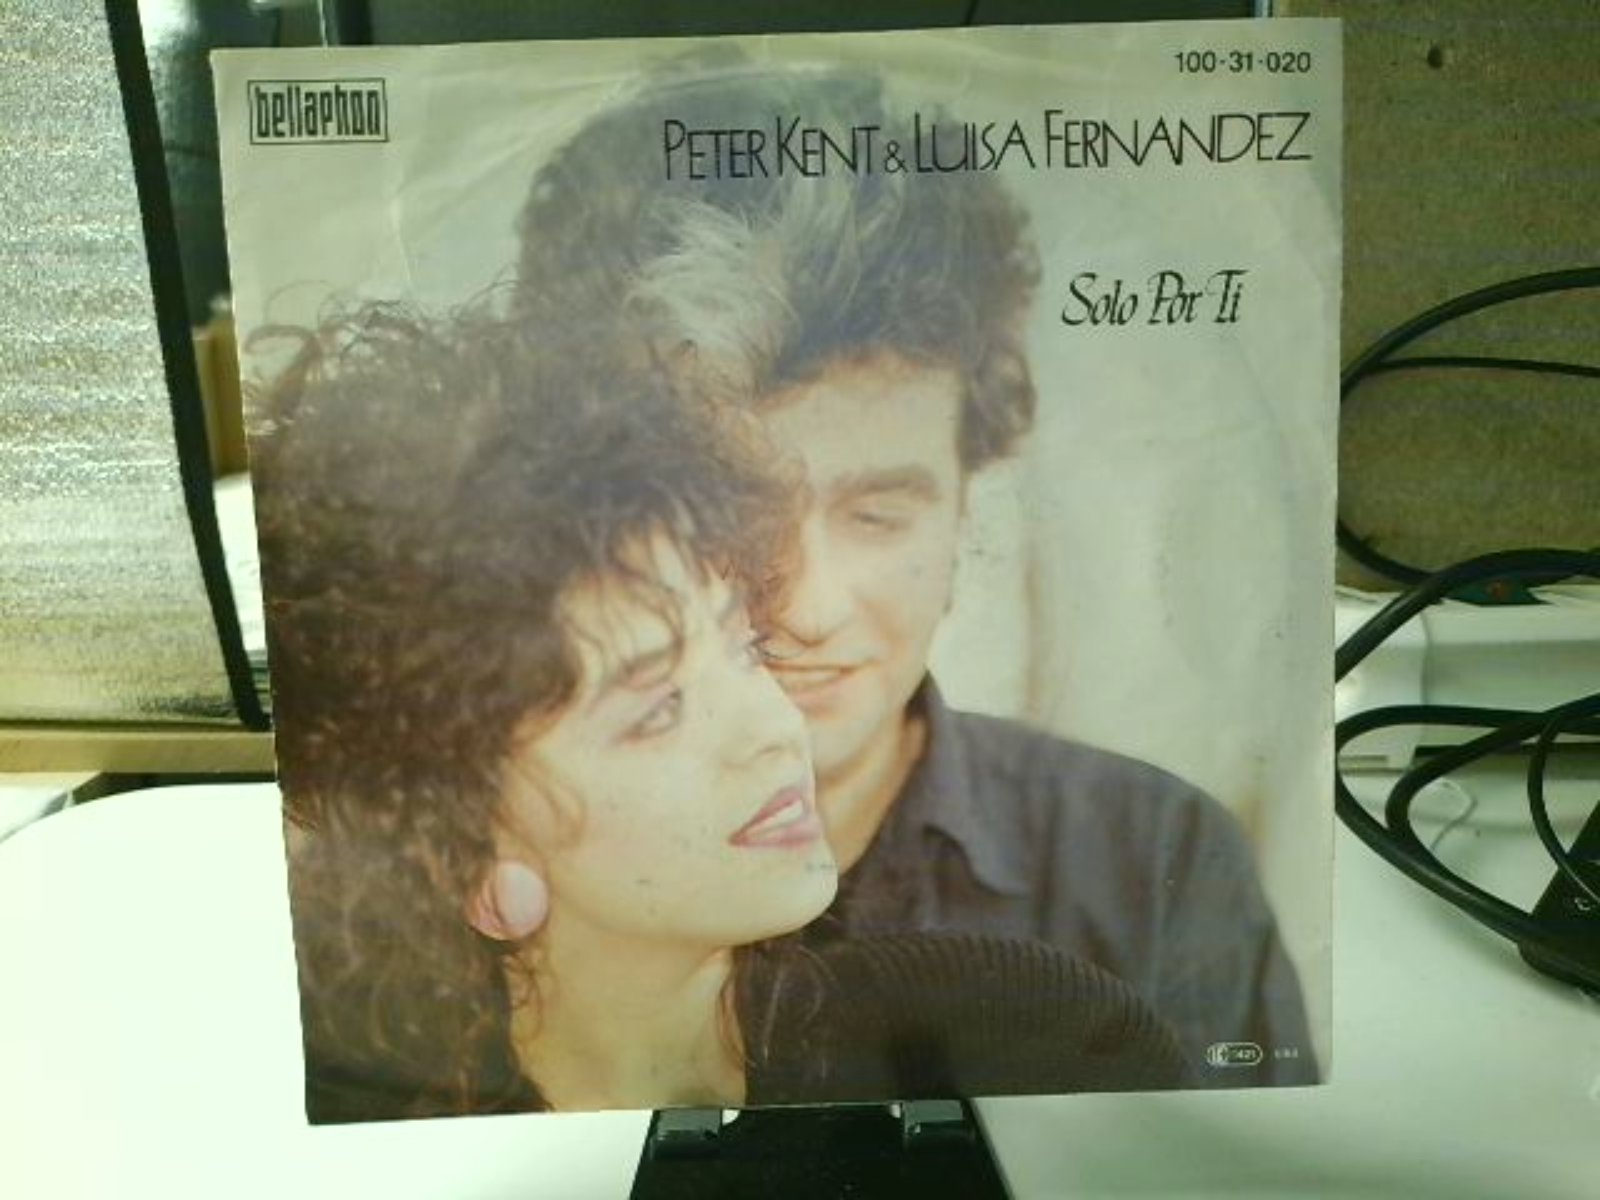 bellaphon
100-31-020
PETER KENT & LUISA FERNANDEZ
Solo Por Ti